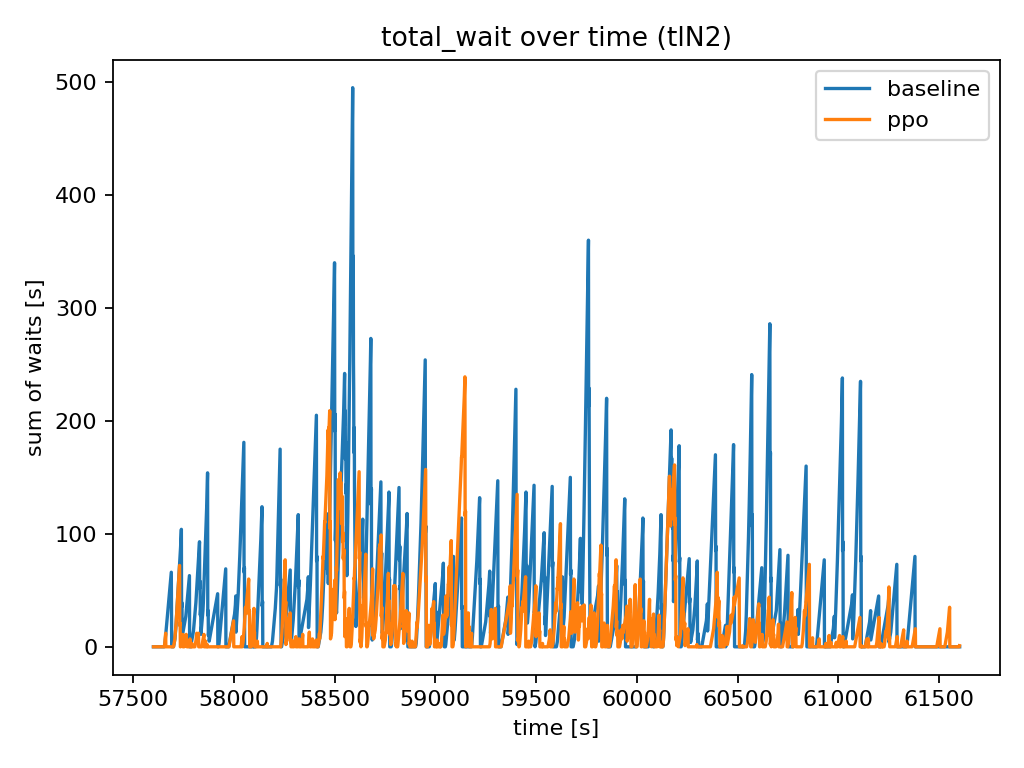 total_wait over time (tlN2)
baseline
ppo
500
400
300
200
100
0
sum of waits [s]
57500 58000 58500 59000 59500 60000 60500 61000 61500
time [s]